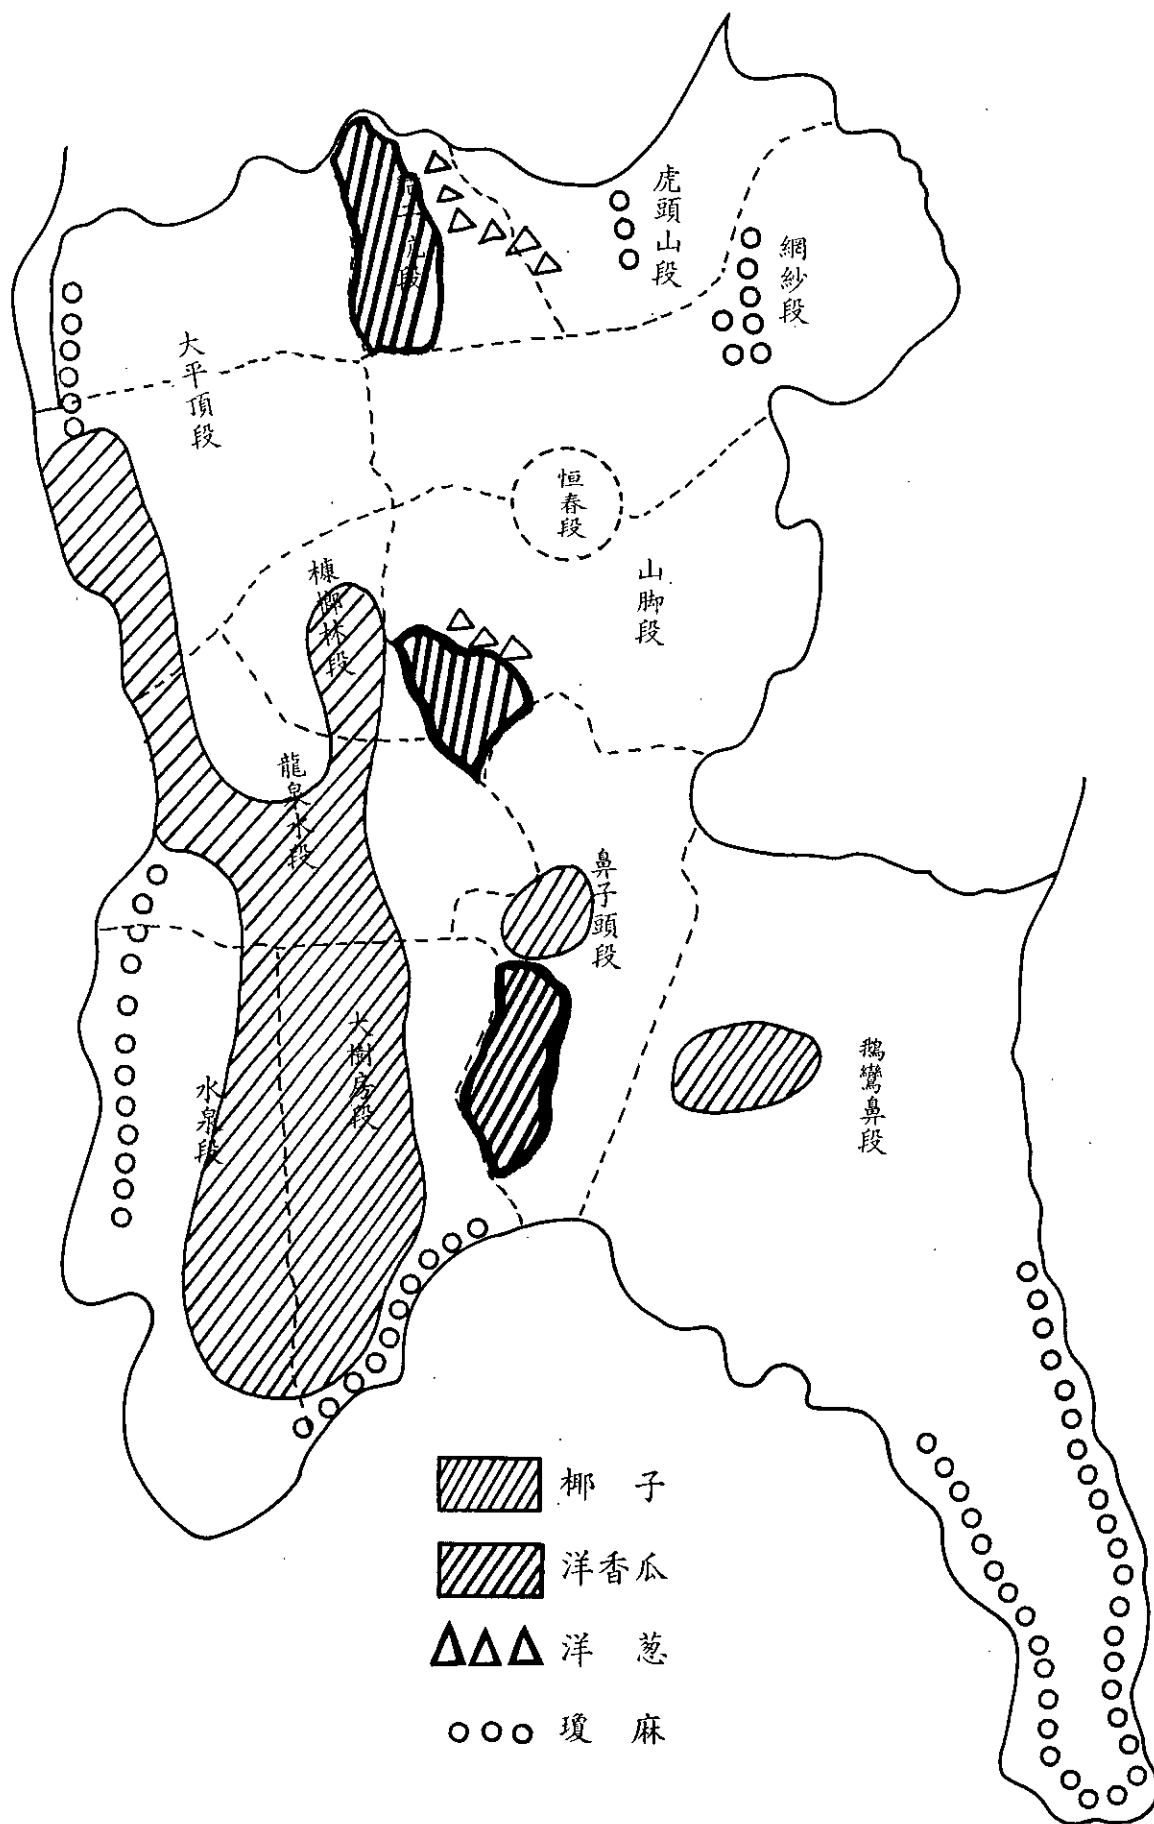 虎頭山段
網紗段
大平頂段
恒春段
槺榔林段
山脚段
龍泉水段
鼻子頭段
大樹房段
水泉段
鵝鑾鼻段
椰子
洋香瓜
洋葱
瓊麻